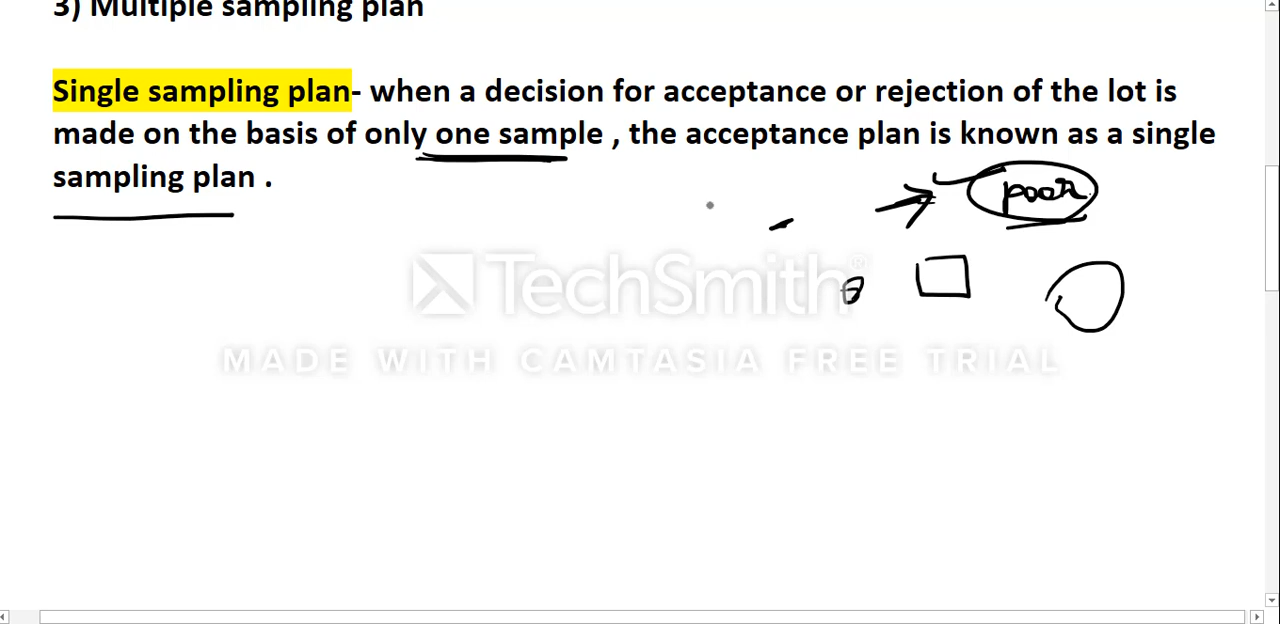 3) Multiple sampling plan
Single sampling plan- when a decision for acceptance or rejection of the lot is
made on the basis of only one sample , the acceptance plan is known as a single
sampling plan .
poor
TechSmith®
MADE WITH CAMTASIA FREE TRIAL